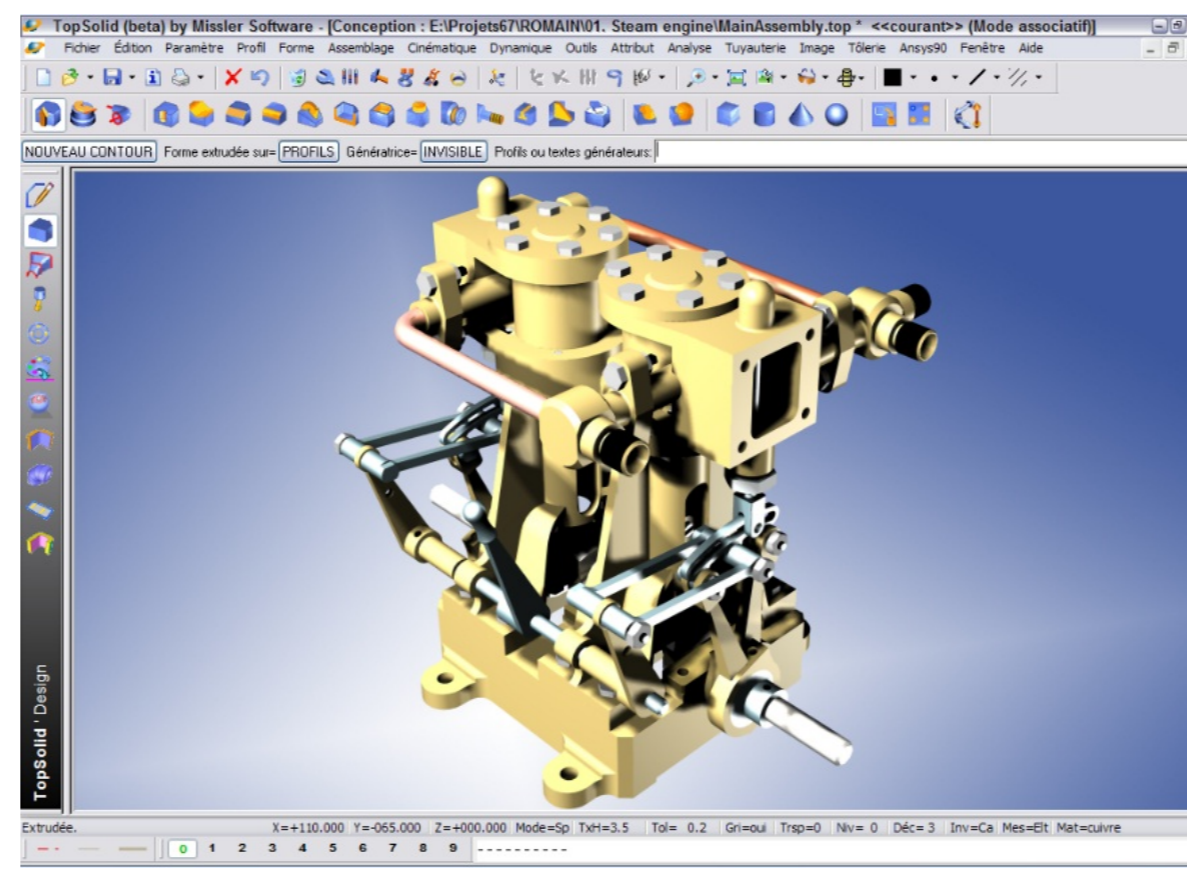 TopSolid (beta) by Missler Software - [Conception : E:\Projets67\ROMAIN\01. Steam engine\MainAssembly.top * <<courant>> (Mode associatif)]
Fichier Édition Paramètre Profil Forme Assemblage Cinématique Dynamique Outils Attribut Analyse Tuyauterie Image Tôlerie Ansys90 Fenêtre Aide
NOUVEAU CONTOUR Forme extrudée sur= PROFILS Génératrice= INVISIBLE Profils ou textes générateurs:
TopSolid'Design
Extrudée. X=+110.000 Y=-065.000 Z=+000.000 Mode=Sp TxH=3.5 Tol= 0.2 Gri=oui Trsp=0 Niv= 0 Déc= 3 Inv=Ca Mes=Elt Mat=cuivre
0 1 2 3 4 5 6 7 8 9 ----------